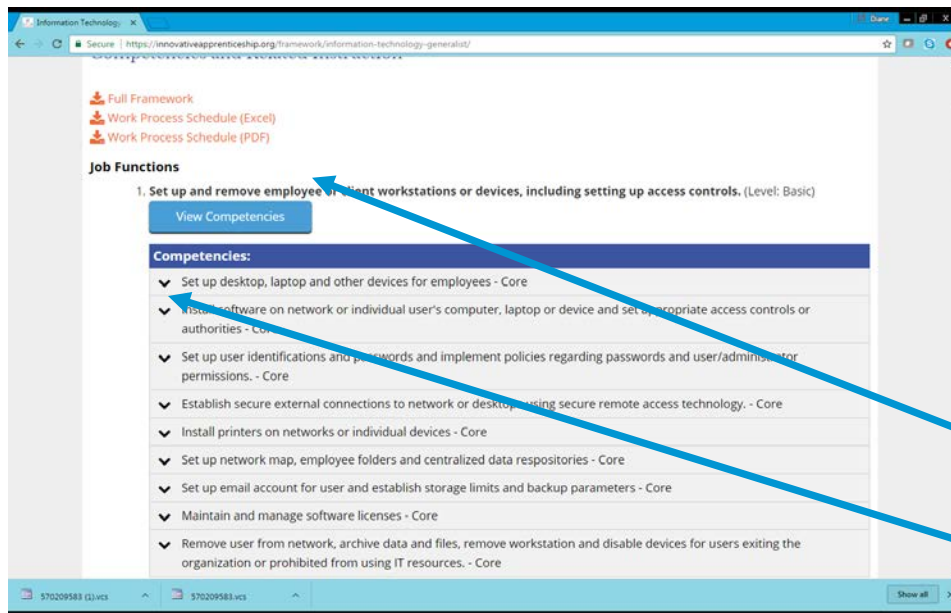 Information Technology
Diane
Secure | https://innovativeapprenticeship.org/framework/information-technology-generalist/
Competencies and Related Instruction
Full Framework
Work Process Schedule (Excel)
Work Process Schedule (PDF)
Job Functions
1. Set up and remove employee or client workstations or devices, including setting up access controls. (Level: Basic)
View Competencies
Competencies:
Set up desktop, laptop and other devices for employees - Core
Install software on network or individual user's computer, laptop or device and set appropriate access controls or
authorities - Core
Set up user identifications and passwords and implement policies regarding passwords and user/administrator
permissions. - Core
Establish secure external connections to network or desktops using secure remote access technology. - Core
Install printers on networks or individual devices - Core
Set up network map, employee folders and centralized data respositories - Core
Set up email account for user and establish storage limits and backup parameters - Core
Maintain and manage software licenses - Core
Remove user from network, archive data and files, remove workstation and disable devices for users exiting the
organization or prohibited from using IT resources. - Core
570209583 (1).vcs
570209583.vcs
Show all